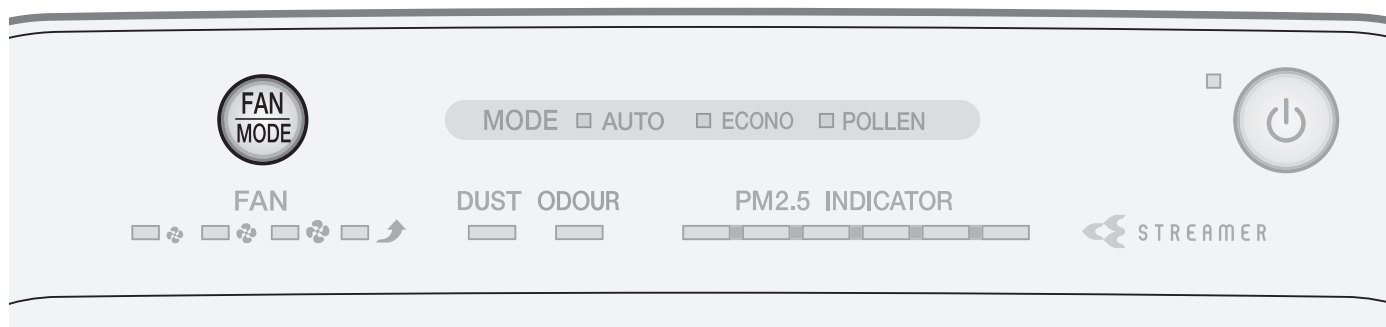 FAN
MODE
MODE AUTO ECONO POLLEN
FAN
DUST ODOUR
PM2.5 INDICATOR
STREAMER